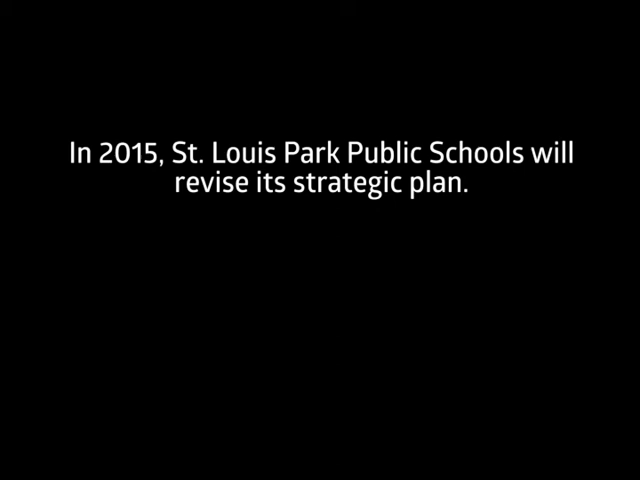 In 2015, St. Louis Park Public Schools will
revise its strategic plan.